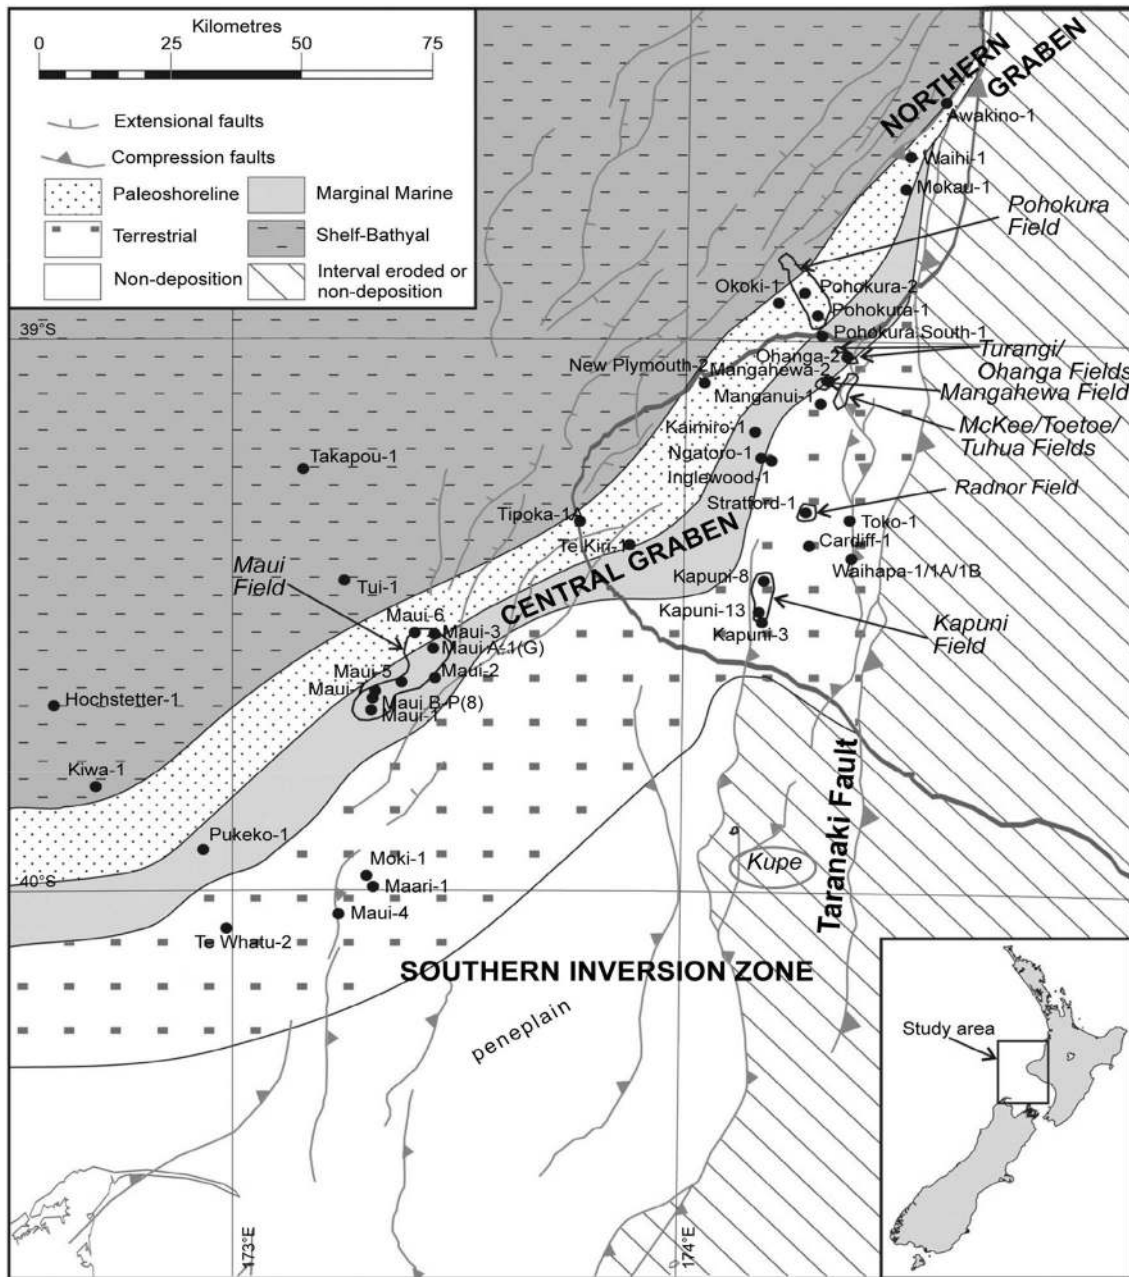 Kilometres
0 25 50 75
Extensional faults
Compression faults
Paleoshoreline
Marginal Marine
Terrestrial
Shelf-Bathyal
Non-deposition
Interval eroded or
non-deposition
NORTHERN
GRABEN
Awakino-1
Waihi-1
Mokau-1
Pohokura
Field
Okoki-1
Pohokura-2
Pohokura-1
39°S
Pohokura South-1
Ohanga-2
Turangi/
Ohanga Fields
New Plymouth-2
Mangahewa-2
Mangahewa Field
Manganui-1
McKee/Toetoe/
Tuhua Fields
Kaimiro-1
Ngatoro-1
Inglewood-1
Takapou-1
Radnor Field
Stratford-1
Tipoka-1A
Toko-1
Te Kiri-1
CENTRAL GRABEN
Cardiff-1
Waihapa-1/1A/1B
Maui
Field
Tui-1
Kapuni-8
Kapuni-13
Kapuni-3
Kapuni
Field
Maui-6
Maui-3
Maui A-1(G)
Maui-5
Maui-2
Maui-7
Maui B-P(8)
Maui-1
Hochstetter-1
Kiwa-1
Taranaki Fault
Pukeko-1
Moki-1
Kupe
40°S
Maari-1
Maui-4
Te Whatu-2
SOUTHERN INVERSION ZONE
peneplain
Study area
173°E
174°E